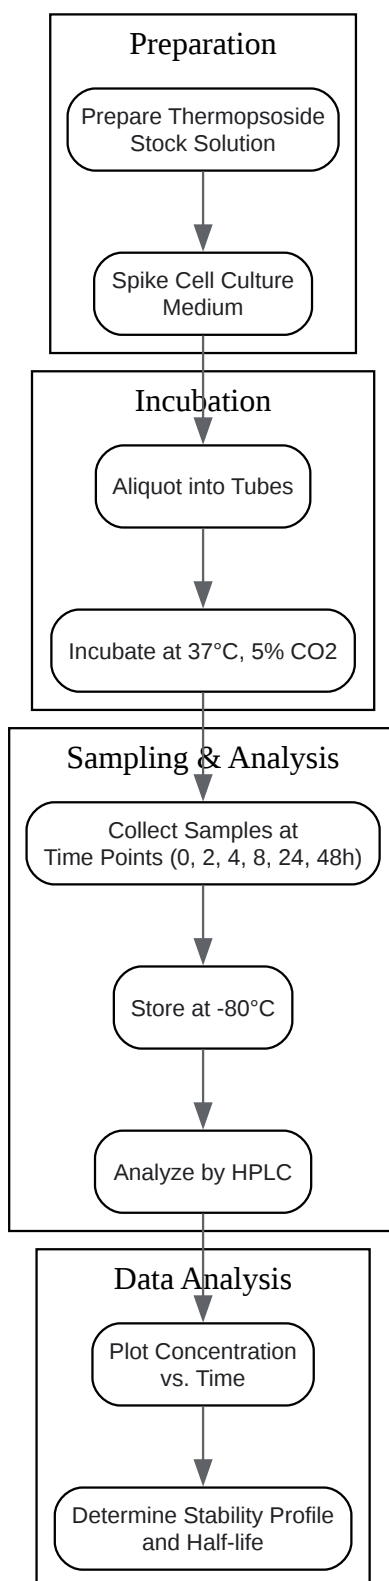 Preparation
Prepare Thermopsoside
Stock Solution
Spike Cell Culture
Medium
Incubation
Aliquot into Tubes
Incubate at 37°C, 5% CO2
Sampling & Analysis
Collect Samples at
Time Points (0, 2, 4, 8, 24, 48h)
Store at -80°C
Analyze by HPLC
Data Analysis
Plot Concentration
vs. Time
Determine Stability Profile
and Half-life